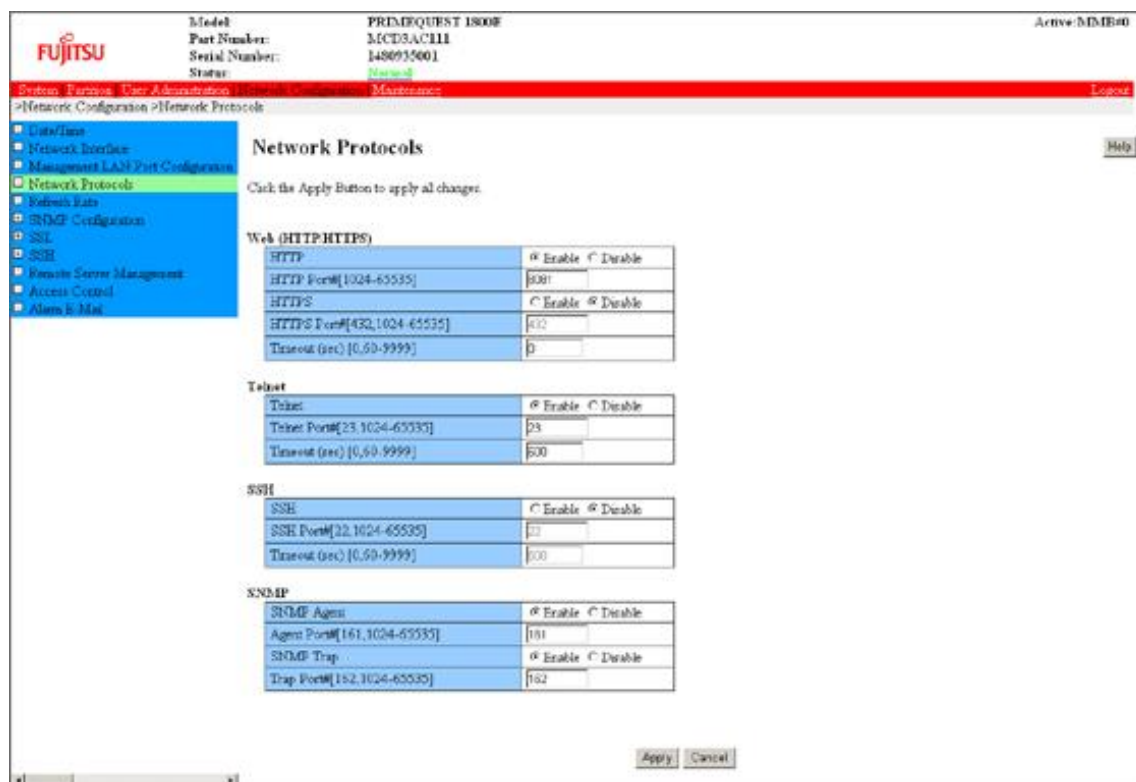 FUJITSU
Model: PRIMEQUEST 1800E
Part Number: MCD3AC111
Serial Number: 1480935001
Status: Normal
Active:MMB#0
System Partition User Administration Network Configuration Maintenance Logout
>Network Configuration >Network Protocols
Date/Time
Network Interface
Management LAN Port Configuration
Network Protocols
Refresh Rate
SNMP Configuration
SSL
SSH
Remote Server Management
Access Control
Alarm E-Mail
Network Protocols
Help
Click the Apply Button to apply all changes.
Web (HTTP/HTTPS)
HTTP Enable Disable
HTTP Port#[1024-65535] 8081
HTTPS Enable Disable
HTTPS Port#[432,1024-65535] 432
Timeout (sec) [0,60-9999] 0
Telnet
Telnet Enable Disable
Telnet Port#[23,1024-65535] 23
Timeout (sec) [0,60-9999] 600
SSH
SSH Enable Disable
SSH Port#[22,1024-65535] 22
Timeout (sec) [0,60-9999] 600
SNMP
SNMP Agent Enable Disable
Agent Port#[161,1024-65535] 161
SNMP Trap Enable Disable
Trap Port#[162,1024-65535] 162
Apply Cancel